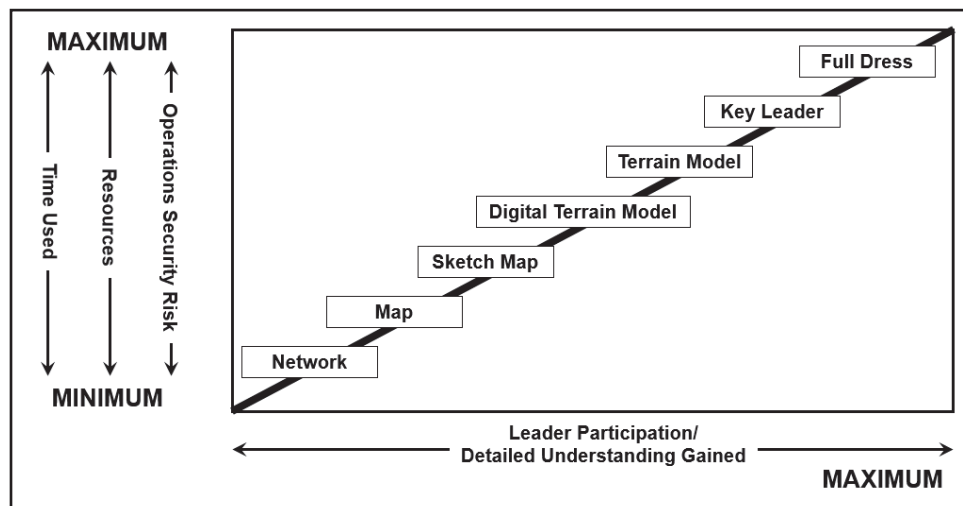 MAXIMUM
Time Used
Resources
Operations Security Risk
MINIMUM
Full Dress
Key Leader
Terrain Model
Digital Terrain Model
Sketch Map
Map
Network
Leader Participation/
Detailed Understanding Gained
MAXIMUM